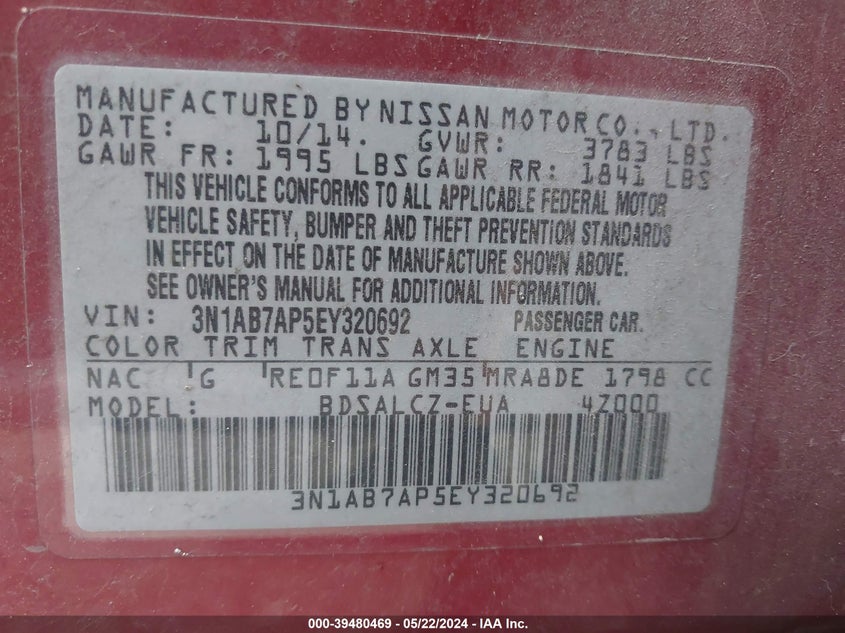 MANUFACTURED BY NISSAN MOTOR CO., LTD.
DATE: 10/14. GVWR: 3783 LBS
GAWR FR: 1995 LBS GAWR RR: 1841 LBS
THIS VEHICLE CONFORMS TO ALL APPLICABLE FEDERAL MOTOR
VEHICLE SAFETY, BUMPER AND THEFT PREVENTION STANDARDS
IN EFFECT ON THE DATE OF MANUFACTURE SHOWN ABOVE.
SEE OWNER'S MANUAL FOR ADDITIONAL INFORMATION.
VIN: 3N1AB7AP5EY320692 PASSENGER CAR.
COLOR TRIM TRANS AXLE ENGINE
NAC G RE0F11A GM35 MRA8DE 1798 CC
MODEL: BDSALCZ-EUA 4Z000
3N1AB7AP5EY320692
000-39480469 - 05/22/2024 - IAA Inc.